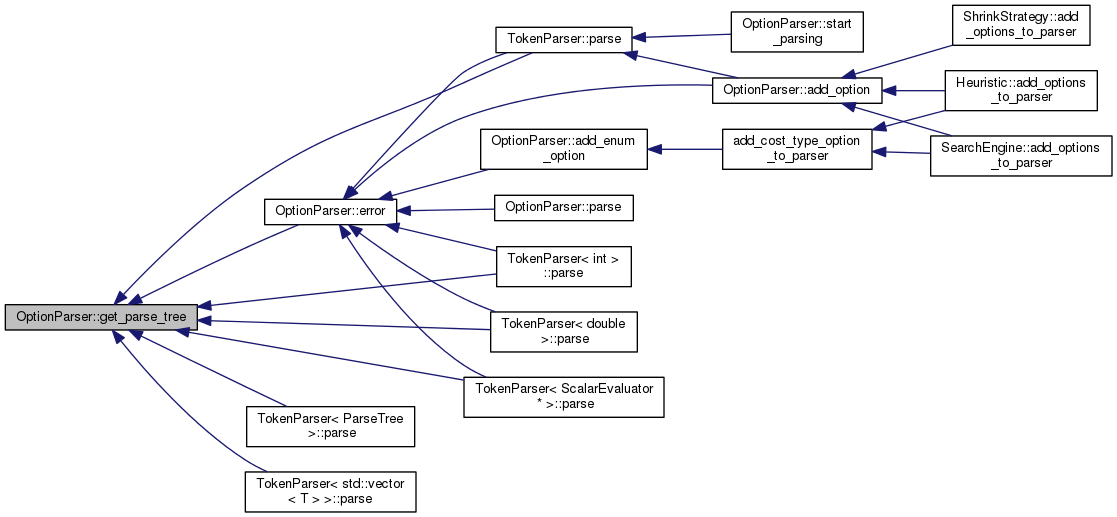 ShrinkStrategy::add
_options_to_parser
OptionParser::start
_parsing
TokenParser::parse
Heuristic::add_options
_to_parser
OptionParser::add_option
OptionParser::add_enum
_option
add_cost_type_option
_to_parser
SearchEngine::add_options
_to_parser
OptionParser::error
OptionParser::parse
TokenParser< int >
::parse
OptionParser::get_parse_tree
TokenParser< double
>::parse
TokenParser< ScalarEvaluator
* >::parse
TokenParser< ParseTree
>::parse
TokenParser< std::vector
< T > >::parse